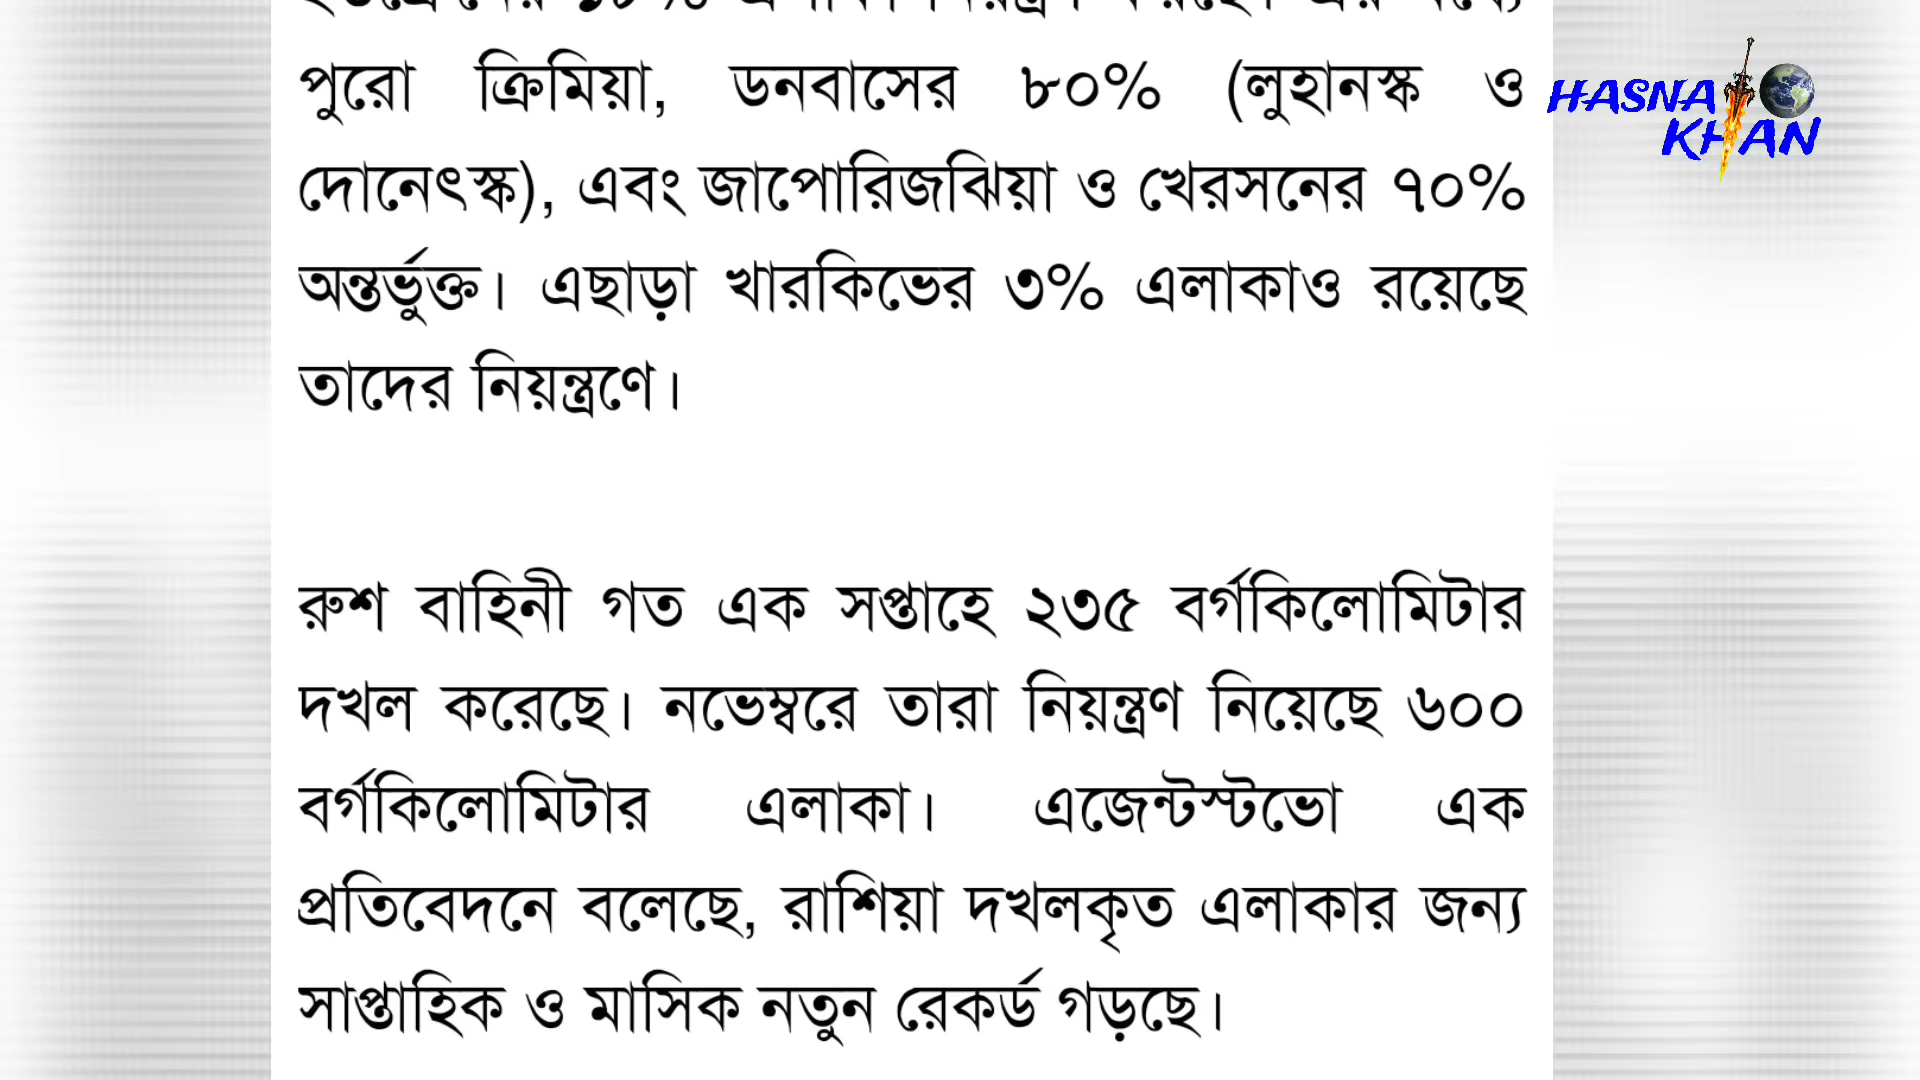 পুরো ক্রিমিয়া, ডনবাসের ৮০% (লুহানস্ক ও
দোনেৎস্ক), এবং জাপোরিজঝিয়া ও খেরসনের ৭০%
অন্তর্ভুক্ত। এছাড়া খারকিভের ৩% এলাকাও রয়েছে
তাদের নিয়ন্ত্রণে।
রুশ বাহিনী গত এক সপ্তাহে ২৩৫ বর্গকিলোমিটার
দখল করেছে। নভেম্বরে তারা নিয়ন্ত্রণ নিয়েছে ৬০০
বর্গকিলোমিটার এলাকা। এজেন্টস্টভো এক
প্রতিবেদনে বলেছে, রাশিয়া দখলকৃত এলাকার জন্য
সাপ্তাহিক ও মাসিক নতুন রেকর্ড গড়ছে।
HASNA
KHAN